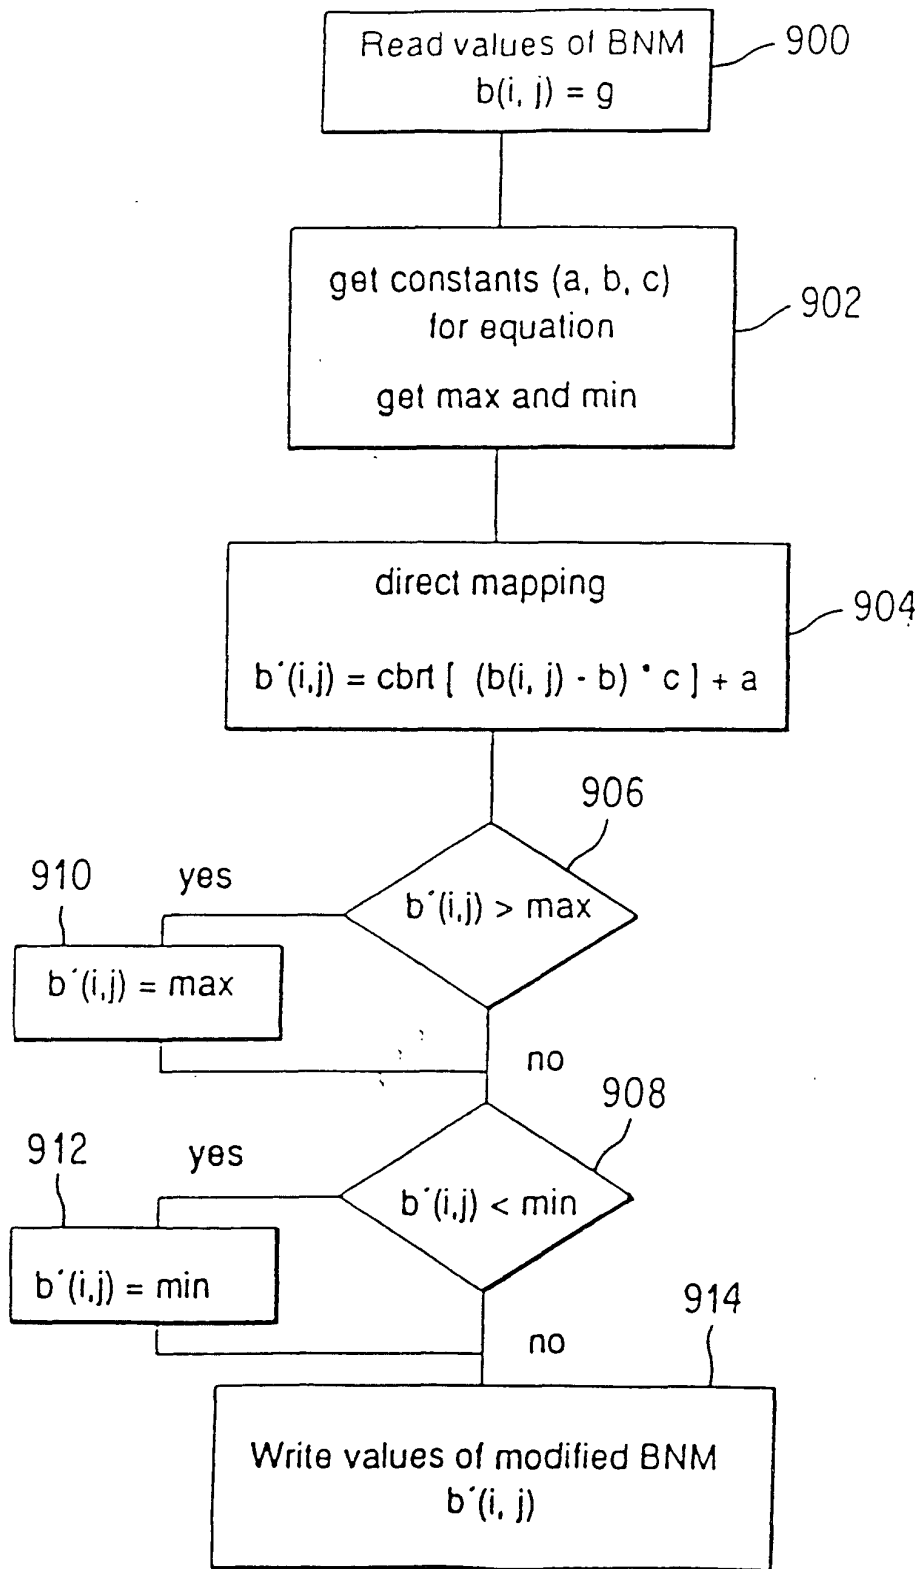 Read values of BNM
b(i, j) = g
900
get constants (a, b, c)
for equation
get max and min
902
direct mapping
b´(i,j) = cbrt [ (b(i, j) - b) * c ] + a
904
906
b´(i,j) > max
yes
910
b´(i,j) = max
no
908
b´(i,j) < min
yes
912
b´(i,j) = min
no
914
Write values of modified BNM
b´(i, j)